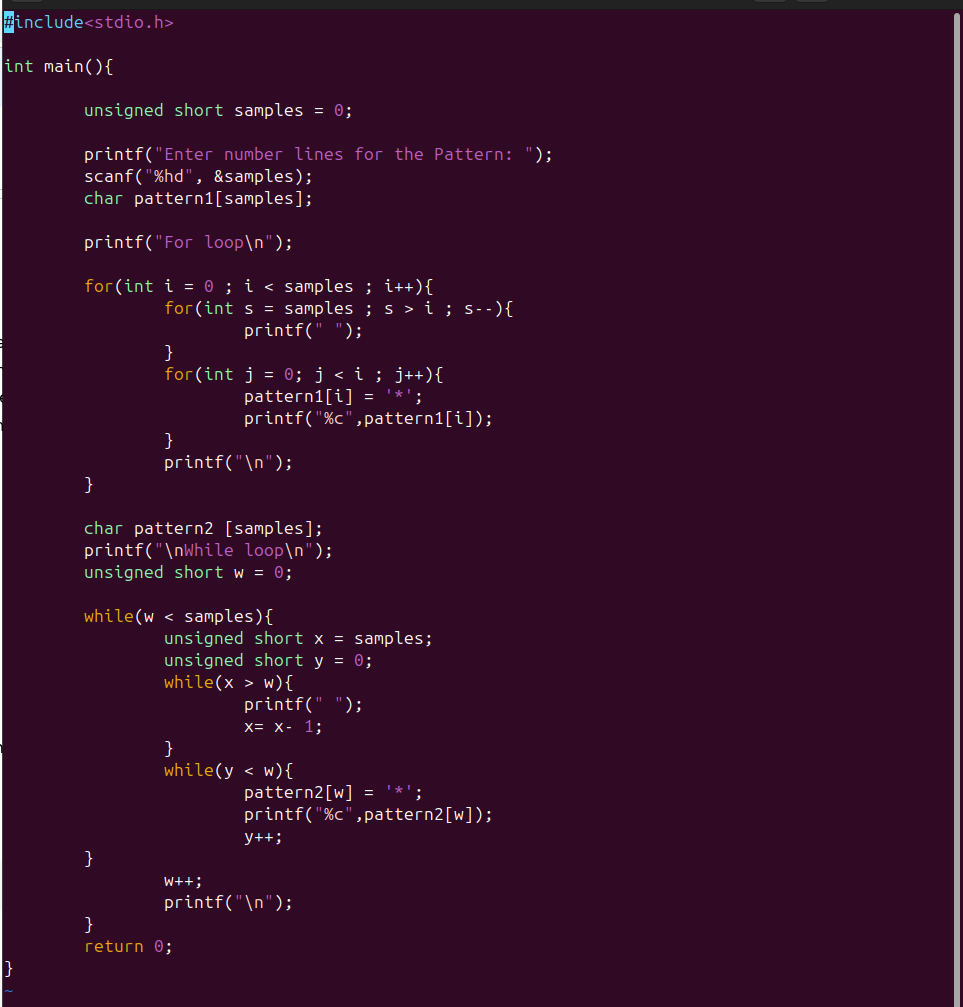 #include<stdio.h>
int main(){
unsigned short samples = 0;
printf("Enter number lines for the Pattern: ");
scanf("%hd", &samples);
char pattern1[samples];
printf("For loop\n");
for(int i = 0 ; i < samples ; i++){
for(int s = samples ; s > i ; s--){
printf(" ");
}
for(int j = 0; j < i ; j++){
pattern1[i] = '*';
printf("%c",pattern1[i]);
}
printf("\n");
}
char pattern2 [samples];
printf("\nWhile loop\n");
unsigned short w = 0;
while(w < samples){
unsigned short x = samples;
unsigned short y = 0;
while(x > w){
printf(" ");
x= x- 1;
}
while(y < w){
pattern2[w] = '*';
printf("%c",pattern2[w]);
y++;
}
w++;
printf("\n");
}
return 0;
}
~